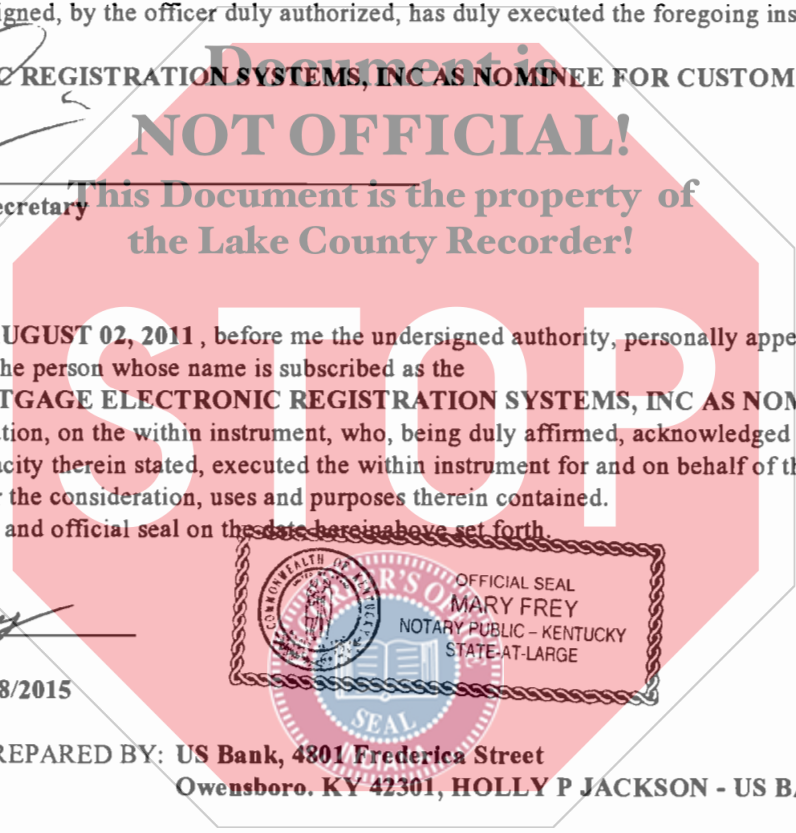 igned, by the officer duly authorized, has duly executed the foregoing ins
Document is
C REGISTRATION SYSTEMS, INC AS NOMINEE FOR CUSTOM
NOT OFFICIAL!
This Document is the property of
ecretary
the Lake County Recorder!
STOP
UGUST 02, 2011 , before me the undersigned authority, personally appe
he person whose name is subscribed as the
TGAGE ELECTRONIC REGISTRATION SYSTEMS, INC AS NOM
tion, on the within instrument, who, being duly affirmed, acknowledged
acity therein stated, executed the within instrument for and on behalf of th
r the consideration, uses and purposes therein contained.
and official seal on the date hereinabove set forth.
COMMONWEALTH OF KENTUCKY
OFFICIAL SEAL
MARY FREY
NOTARY PUBLIC – KENTUCKY
STATE-AT-LARGE
SEAL
8/2015
REPARED BY: US Bank, 4801 Frederica Street
Owensboro. KY 42301, HOLLY P JACKSON - US BA